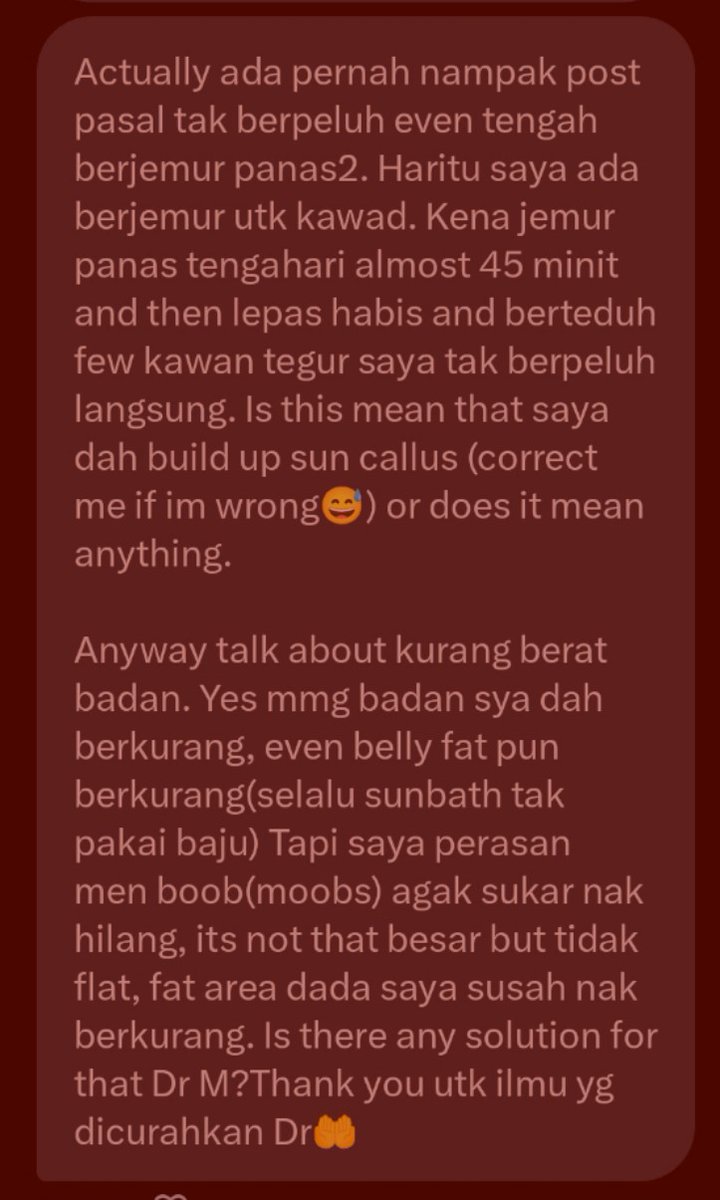 Actually ada pernah nampak post
pasal tak berpeluh even tengah
berjemur panas2. Haritu saya ada
berjemur utk kawad. Kena jemur
panas tengahari almost 45 minit
and then lepas habis and berteduh
few kawan tegur saya tak berpeluh
langsung. Is this mean that saya
dah build up sun callus (correct
me if im wrong😅) or does it mean
anything.

Anyway talk about kurang berat
badan. Yes mmg badan sya dah
berkurang, even belly fat pun
berkurang(selalu sunbath tak
pakai baju) Tapi saya perasan
men boob(moobs) agak sukar nak
hilang, its not that besar but tidak
flat, fat area dada saya susah nak
berkurang. Is there any solution for
that Dr M?Thank you utk ilmu yg
dicurahkan Dr🤲